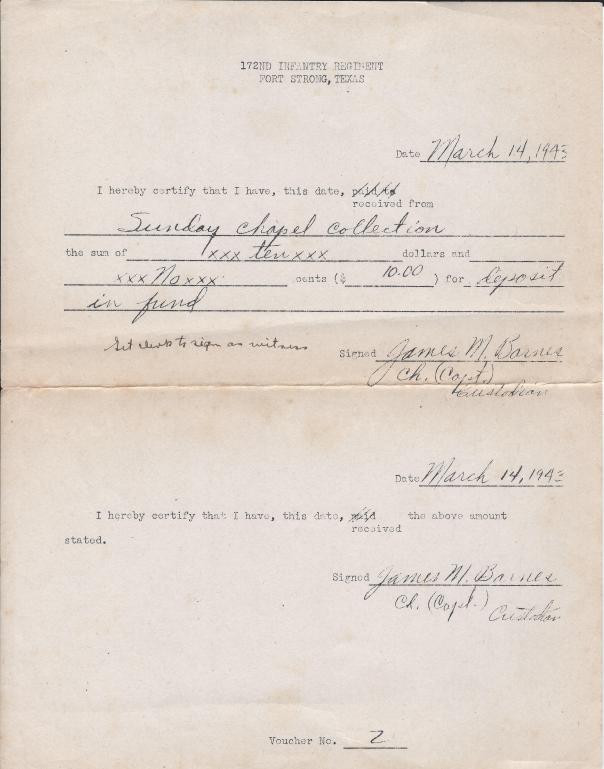 172ND INFANTRY REGIMENT
FORT STRONG, TEXAS
Date March 14, 1943
I hereby certify that I have, this date, paid to
received from
Sunday chapel collection
the sum of xxx ten xxx dollars and
xxx No xxx cents ($ 10.00 ) for deposit
in fund
Get clerk to sign as witness
Signed James M. Barnes
Ch. (Capt.)
Custodian
Date March 14, 1943
I hereby certify that I have, this date, paid the above amount
received
stated.
Signed James M. Barnes
Ch. (Capt.)
Custodian
Voucher No. 2